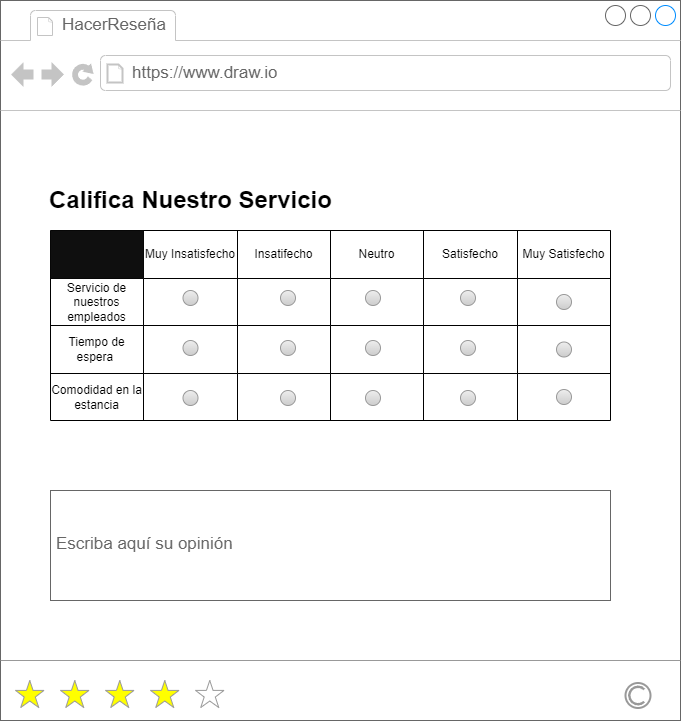 HacerReseña
https://www.draw.io
Califica Nuestro Servicio
Muy Insatisfecho Insatifecho Neutro Satisfecho Muy Satisfecho
Servicio de
nuestros
empleados
Tiempo de
espera
Comodidad en la
estancia
Escriba aquí su opinión
©